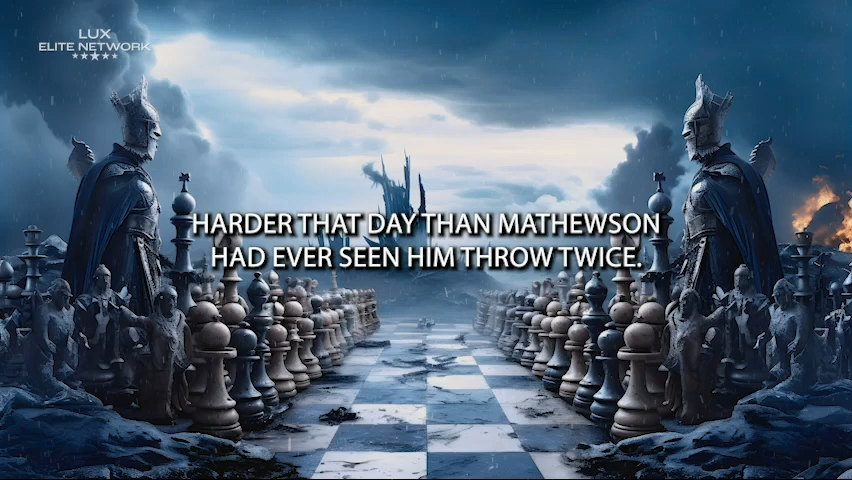 LUX
ELITE NETWORK
HARDER THAT DAY THAN MATHEWSON
HAD EVER SEEN HIM THROW TWICE.